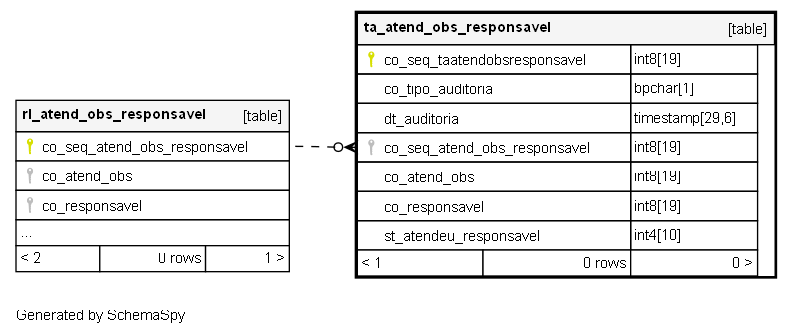 ta_atend_obs_responsavel [table]
co_seq_taatendobsresponsavel int8[19]
co_tipo_auditoria bpchar[1]
dt_auditoria timestamp[29,6]
co_seq_atend_obs_responsavel int8[19]
co_atend_obs int8[19]
co_responsavel int8[19]
st_atendeu_responsavel int4[10]
< 1 0 rows 0 >
rl_atend_obs_responsavel [table]
co_seq_atend_obs_responsavel
co_atend_obs
co_responsavel
...
< 2 0 rows 1 >
Generated by SchemaSpy